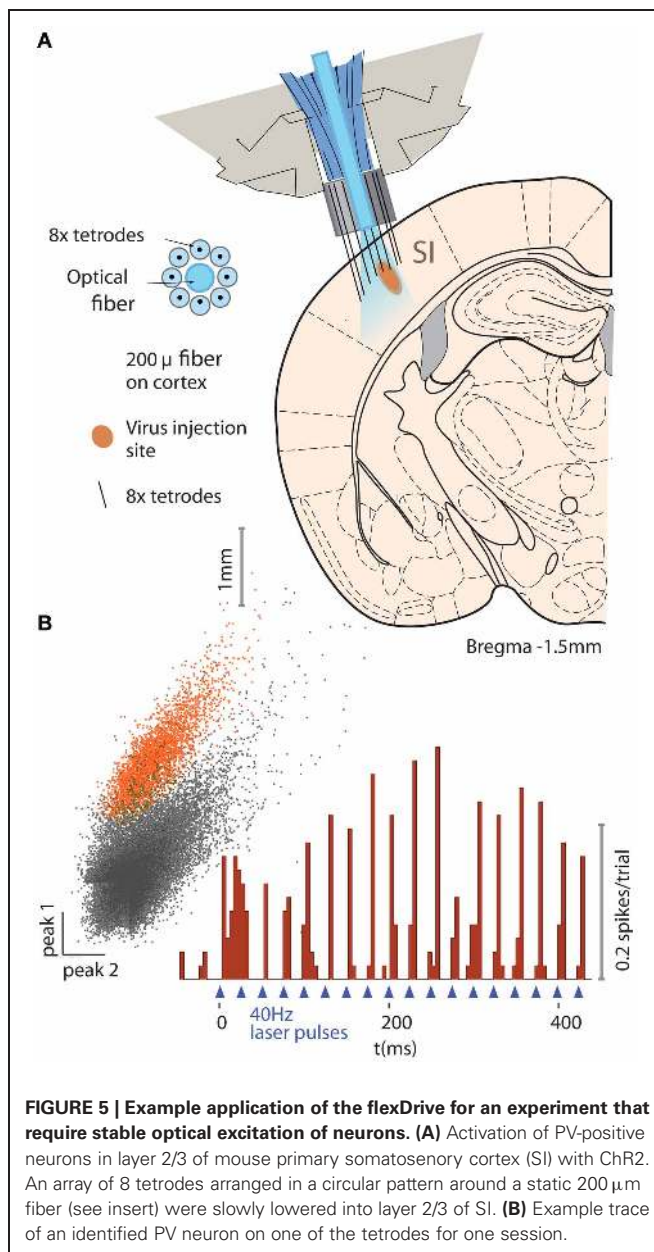 A
8x tetrodes
Optical
fiber
SI
200 μ fiber
on cortex
Virus injection
site
8x tetrodes
1mm
Bregma -1.5mm
B
peak 1
peak 2
0.2 spikes/trial
40Hz
laser pulses
0
200
400
t(ms)
FIGURE 5 | Example application of the flexDrive for an experiment that
require stable optical excitation of neurons. (A) Activation of PV-positive
neurons in layer 2/3 of mouse primary somatosenory cortex (SI) with ChR2.
An array of 8 tetrodes arranged in a circular pattern around a static 200 μm
fiber (see insert) were slowly lowered into layer 2/3 of SI. (B) Example trace
of an identified PV neuron on one of the tetrodes for one session.